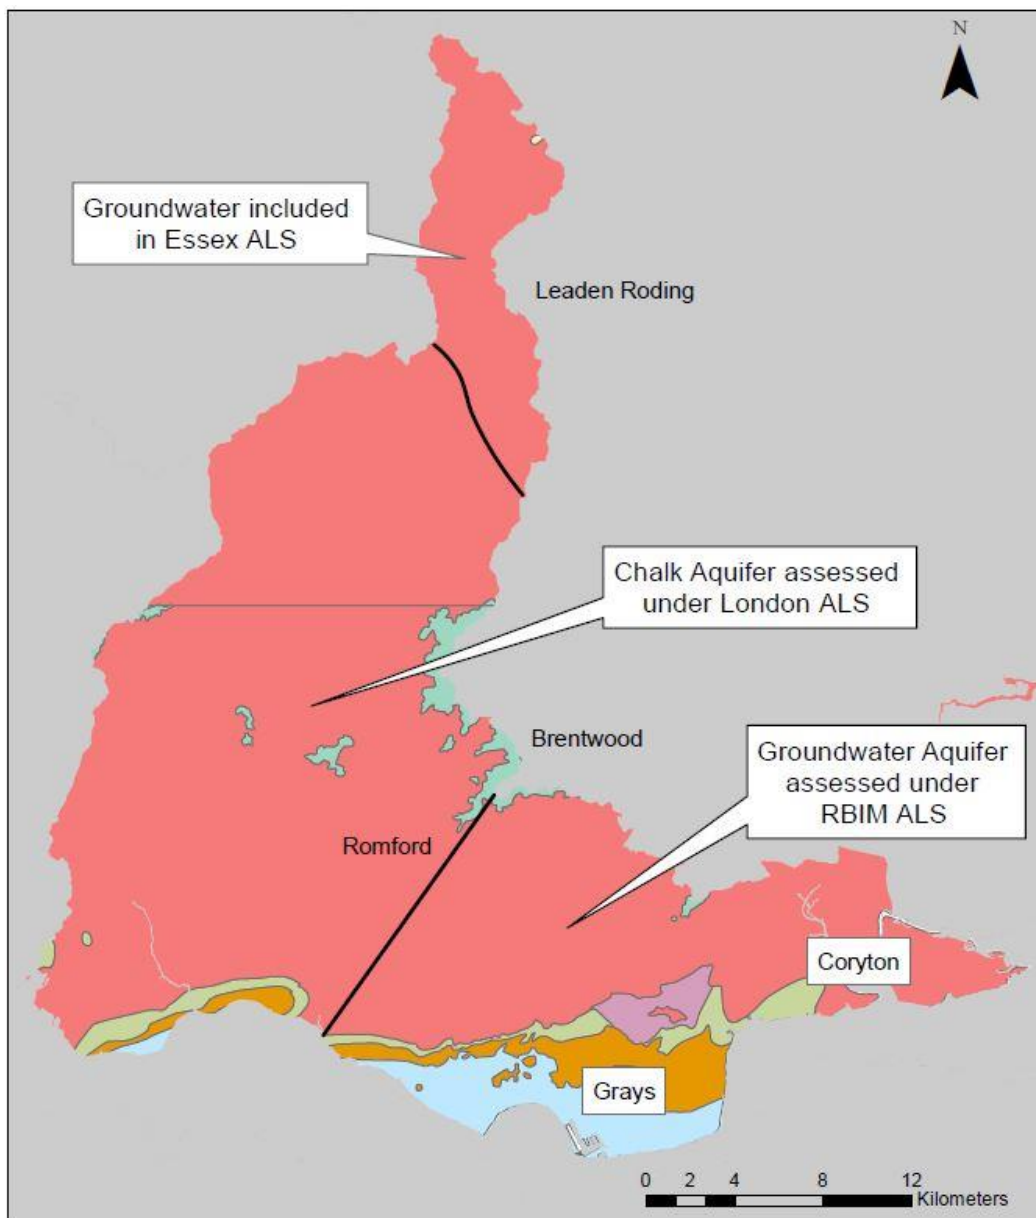 N
Groundwater included
in Essex ALS
Leaden Roding
Chalk Aquifer assessed
under London ALS
Brentwood
Groundwater Aquifer
assessed under
RBIM ALS
Romford
Coryton
Grays
0 2 4 8 12
Kilometers